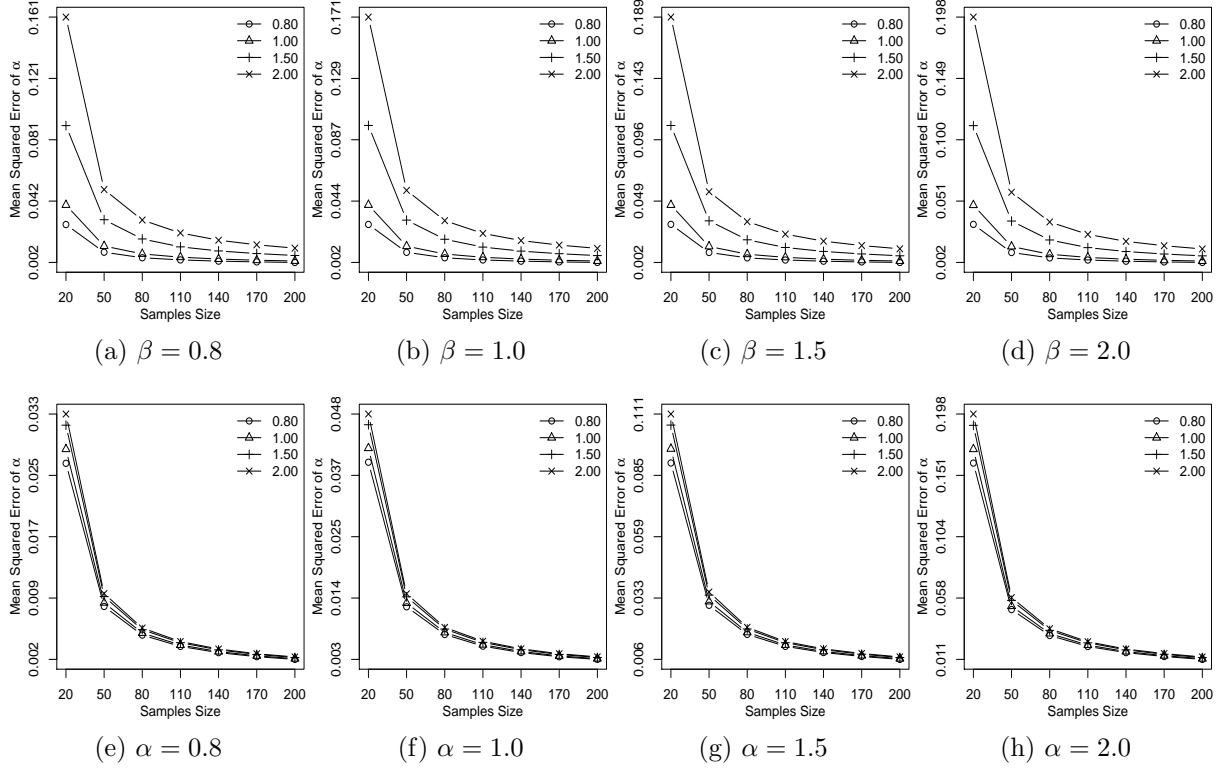 Mean Squared Error of α
0.161
0.121
0.081
0.042
0.002
0.80
1.00
1.50
2.00
20 50 80 110 140 170 200
Samples Size
(a) β = 0.8
Mean Squared Error of α
0.171
0.129
0.087
0.044
0.002
0.80
1.00
1.50
2.00
20 50 80 110 140 170 200
Samples Size
(b) β = 1.0
Mean Squared Error of α
0.189
0.143
0.096
0.049
0.002
0.80
1.00
1.50
2.00
20 50 80 110 140 170 200
Samples Size
(c) β = 1.5
Mean Squared Error of α
0.198
0.149
0.100
0.051
0.002
0.80
1.00
1.50
2.00
20 50 80 110 140 170 200
Samples Size
(d) β = 2.0
Mean Squared Error of α
0.033
0.025
0.017
0.009
0.002
0.80
1.00
1.50
2.00
20 50 80 110 140 170 200
Samples Size
(e) α = 0.8
Mean Squared Error of α
0.048
0.037
0.025
0.014
0.003
0.80
1.00
1.50
2.00
20 50 80 110 140 170 200
Samples Size
(f) α = 1.0
Mean Squared Error of α
0.111
0.085
0.059
0.033
0.006
0.80
1.00
1.50
2.00
20 50 80 110 140 170 200
Samples Size
(g) α = 1.5
Mean Squared Error of α
0.198
0.151
0.104
0.058
0.011
0.80
1.00
1.50
2.00
20 50 80 110 140 170 200
Samples Size
(h) α = 2.0